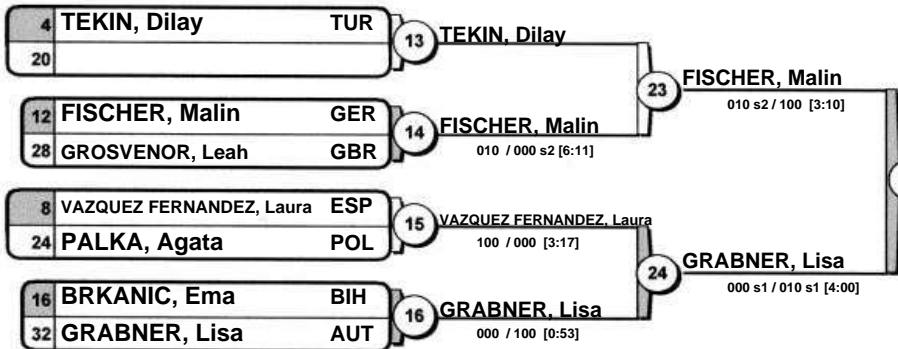 4 TEKIN, Dilay TUR
20
13 TEKIN, Dilay
12 FISCHER, Malin GER
28 GROSVENOR, Leah GBR
14 FISCHER, Malin
010 / 000 s2 [6:11]
23 FISCHER, Malin
010 s2 / 100 [3:10]
8 VAZQUEZ FERNANDEZ, Laura ESP
24 PALKA, Agata POL
15 VAZQUEZ FERNANDEZ, Laura
100 / 000 [3:17]
16 BRKANIC, Ema BIH
32 GRABNER, Lisa AUT
16 GRABNER, Lisa
000 / 100 [0:53]
24 GRABNER, Lisa
000 s1 / 010 s1 [4:00]